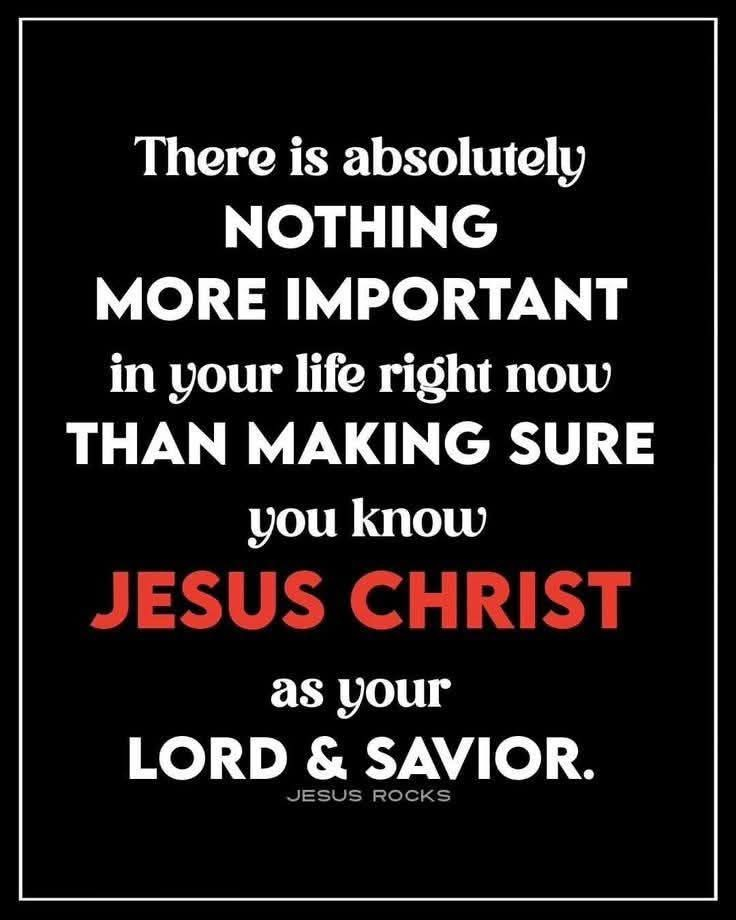 There is absolutely
NOTHING
MORE IMPORTANT
in your life right now
THAN MAKING SURE
you know
JESUS CHRIST
as your
LORD & SAVIOR.
JESUS ROCKS